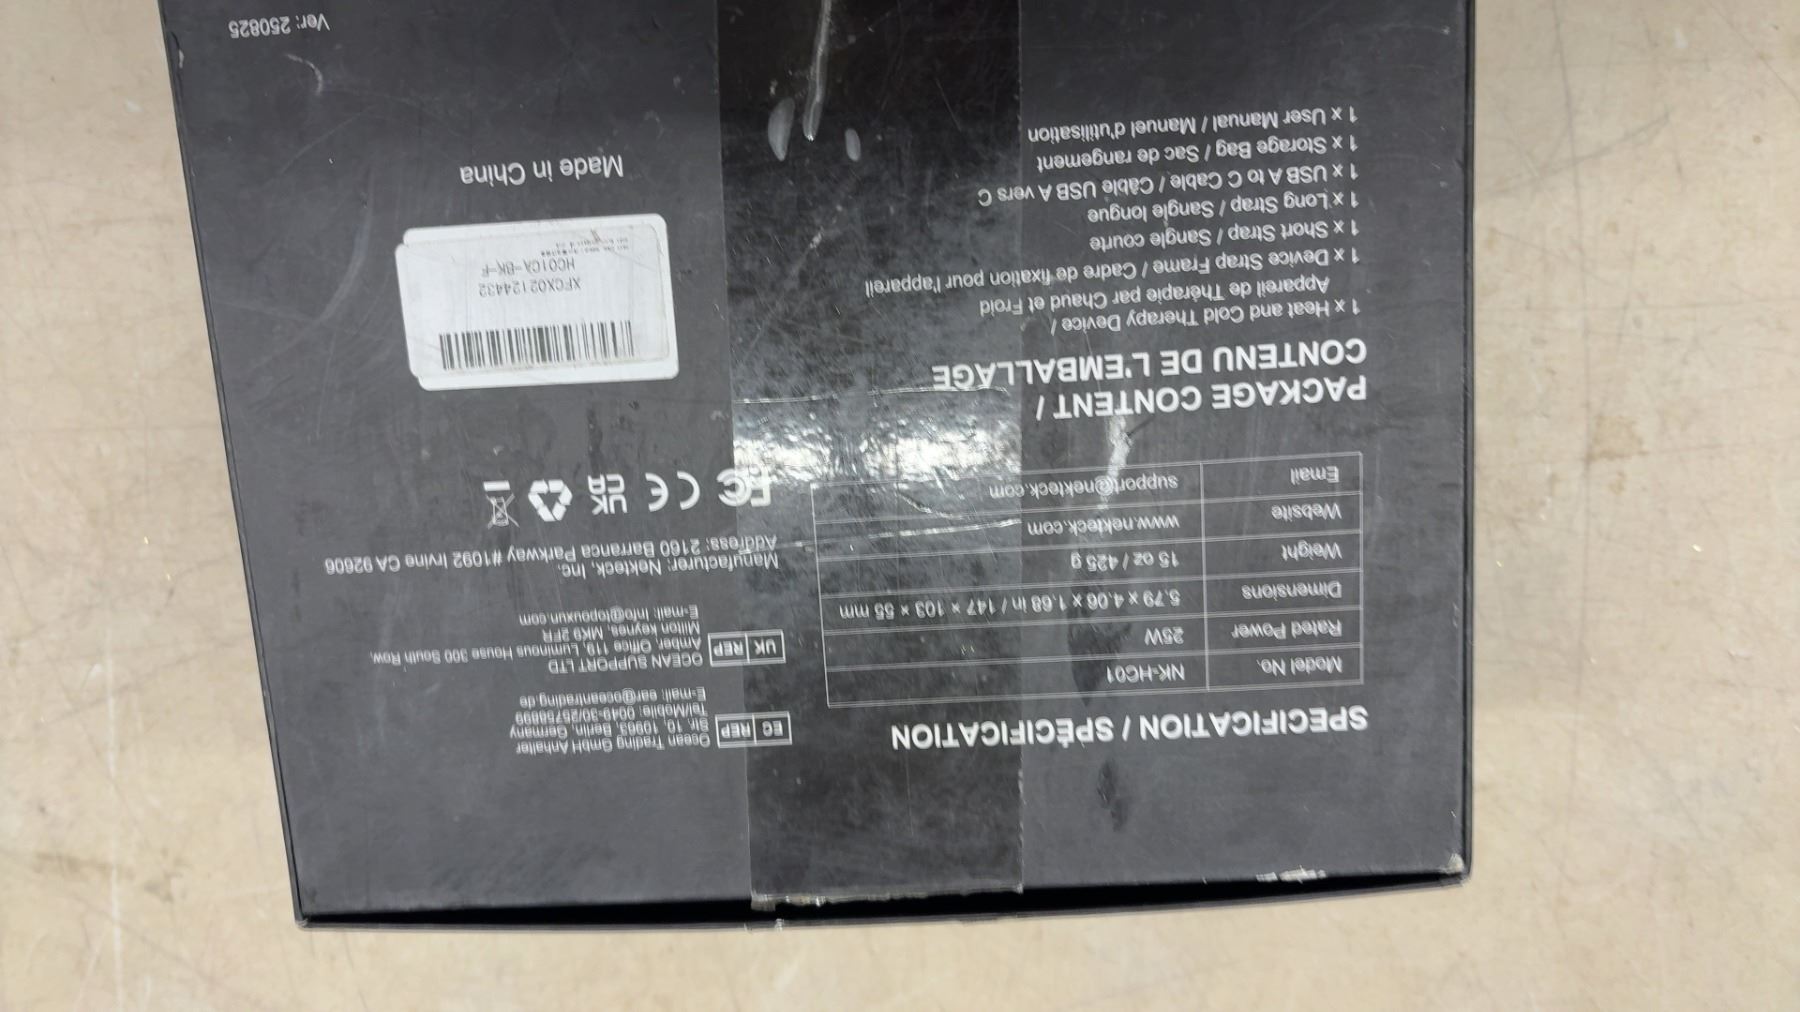 SPECIFICATION / SPÉCIFICATION
Model No. NK-HC01
Rated Power 25W
Dimensions 5.79 x 4.06 x 1.68 in / 147 × 103 × 55 mm
Weight 15 oz / 425 g
Website www.nekteck.com
Email support@nekteck.com
PACKAGE CONTENT /
CONTENU DE L'EMBALLAGE
1 x Heat and Cold Therapy Device /
Appareil de Thérapie par Chaud et Froid
1 x Device Strap Frame / Cadre de fixation pour l'appareil
1 x Short Strap / Sangle courte
1 x Long Strap / Sangle longue
1 x USB A to C Cable / Câble USB A vers C
1 x Storage Bag / Sac de rangement
1 x User Manual / Manuel d'utilisation
EC REP
Ocean Trading GmbH Anhalter
Str. 10, 10963, Berlin, Germany
Tel/Mobile: 0049-30/25758899
E-mail: ear@oceantrading.de
UK REP
OCEAN SUPPORT LTD
Amber, Office 119, Luminous House 300 South Row,
Milton keynes, MK9 2FR
E-mail: info@topouxun.com
Manufacturer: Nekteck, Inc.
Address: 2160 Barranca Parkway #1092 Irvine CA 92606
FC CE UK CA
XFCX02124432
HC01CA-BK-F
Made in China
Ver: 250825